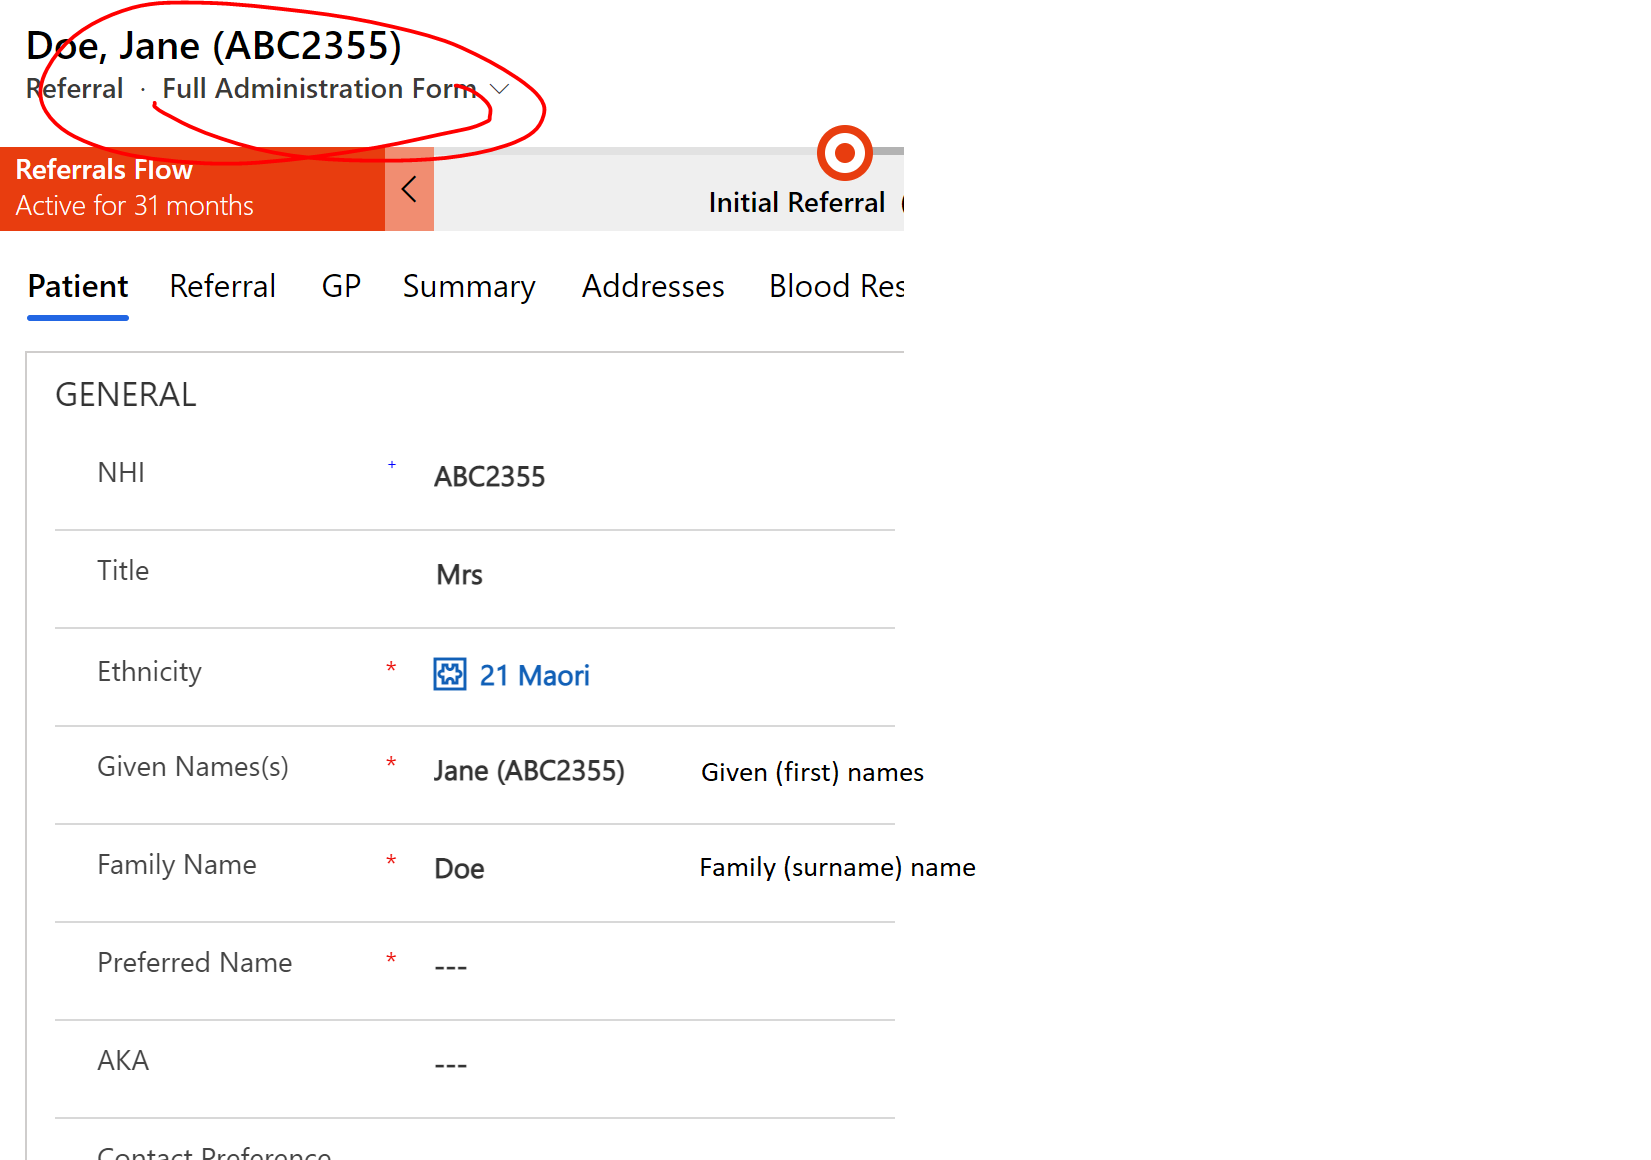 Doe, Jane (ABC2355)
Referral · Full Administration Form
Referrals Flow
Active for 31 months
Initial Referral (
Patient Referral GP Summary Addresses Blood Res
GENERAL
NHI + ABC2355
Title Mrs
Ethnicity * 21 Maori
Given Names(s) * Jane (ABC2355) Given (first) names
Family Name * Doe Family (surname) name
Preferred Name * ---
AKA ---
Contact Preference